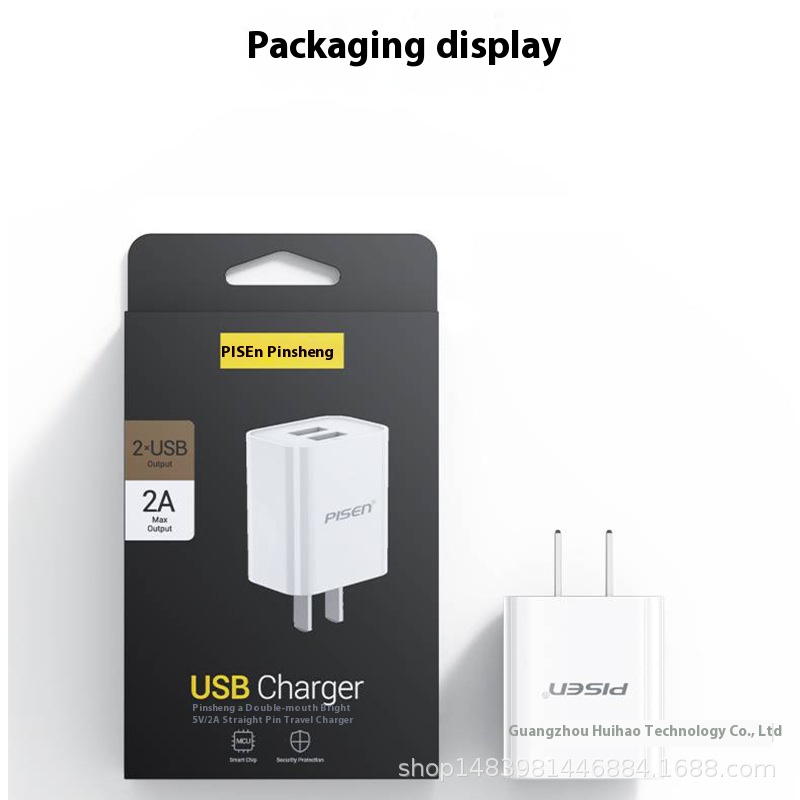 Packaging display
PISEn Pinsheng
2×USB
Output
2A
Max
Output
PISEN®
USB Charger
Pinsheng a Double-mouth Bright
5V/2A Straight Pin Travel Charger
MCU
Smart Chip
Security Protection
PISEN®
Guangzhou Huihao Technology Co., Ltd
shop1483981446884.1688.com